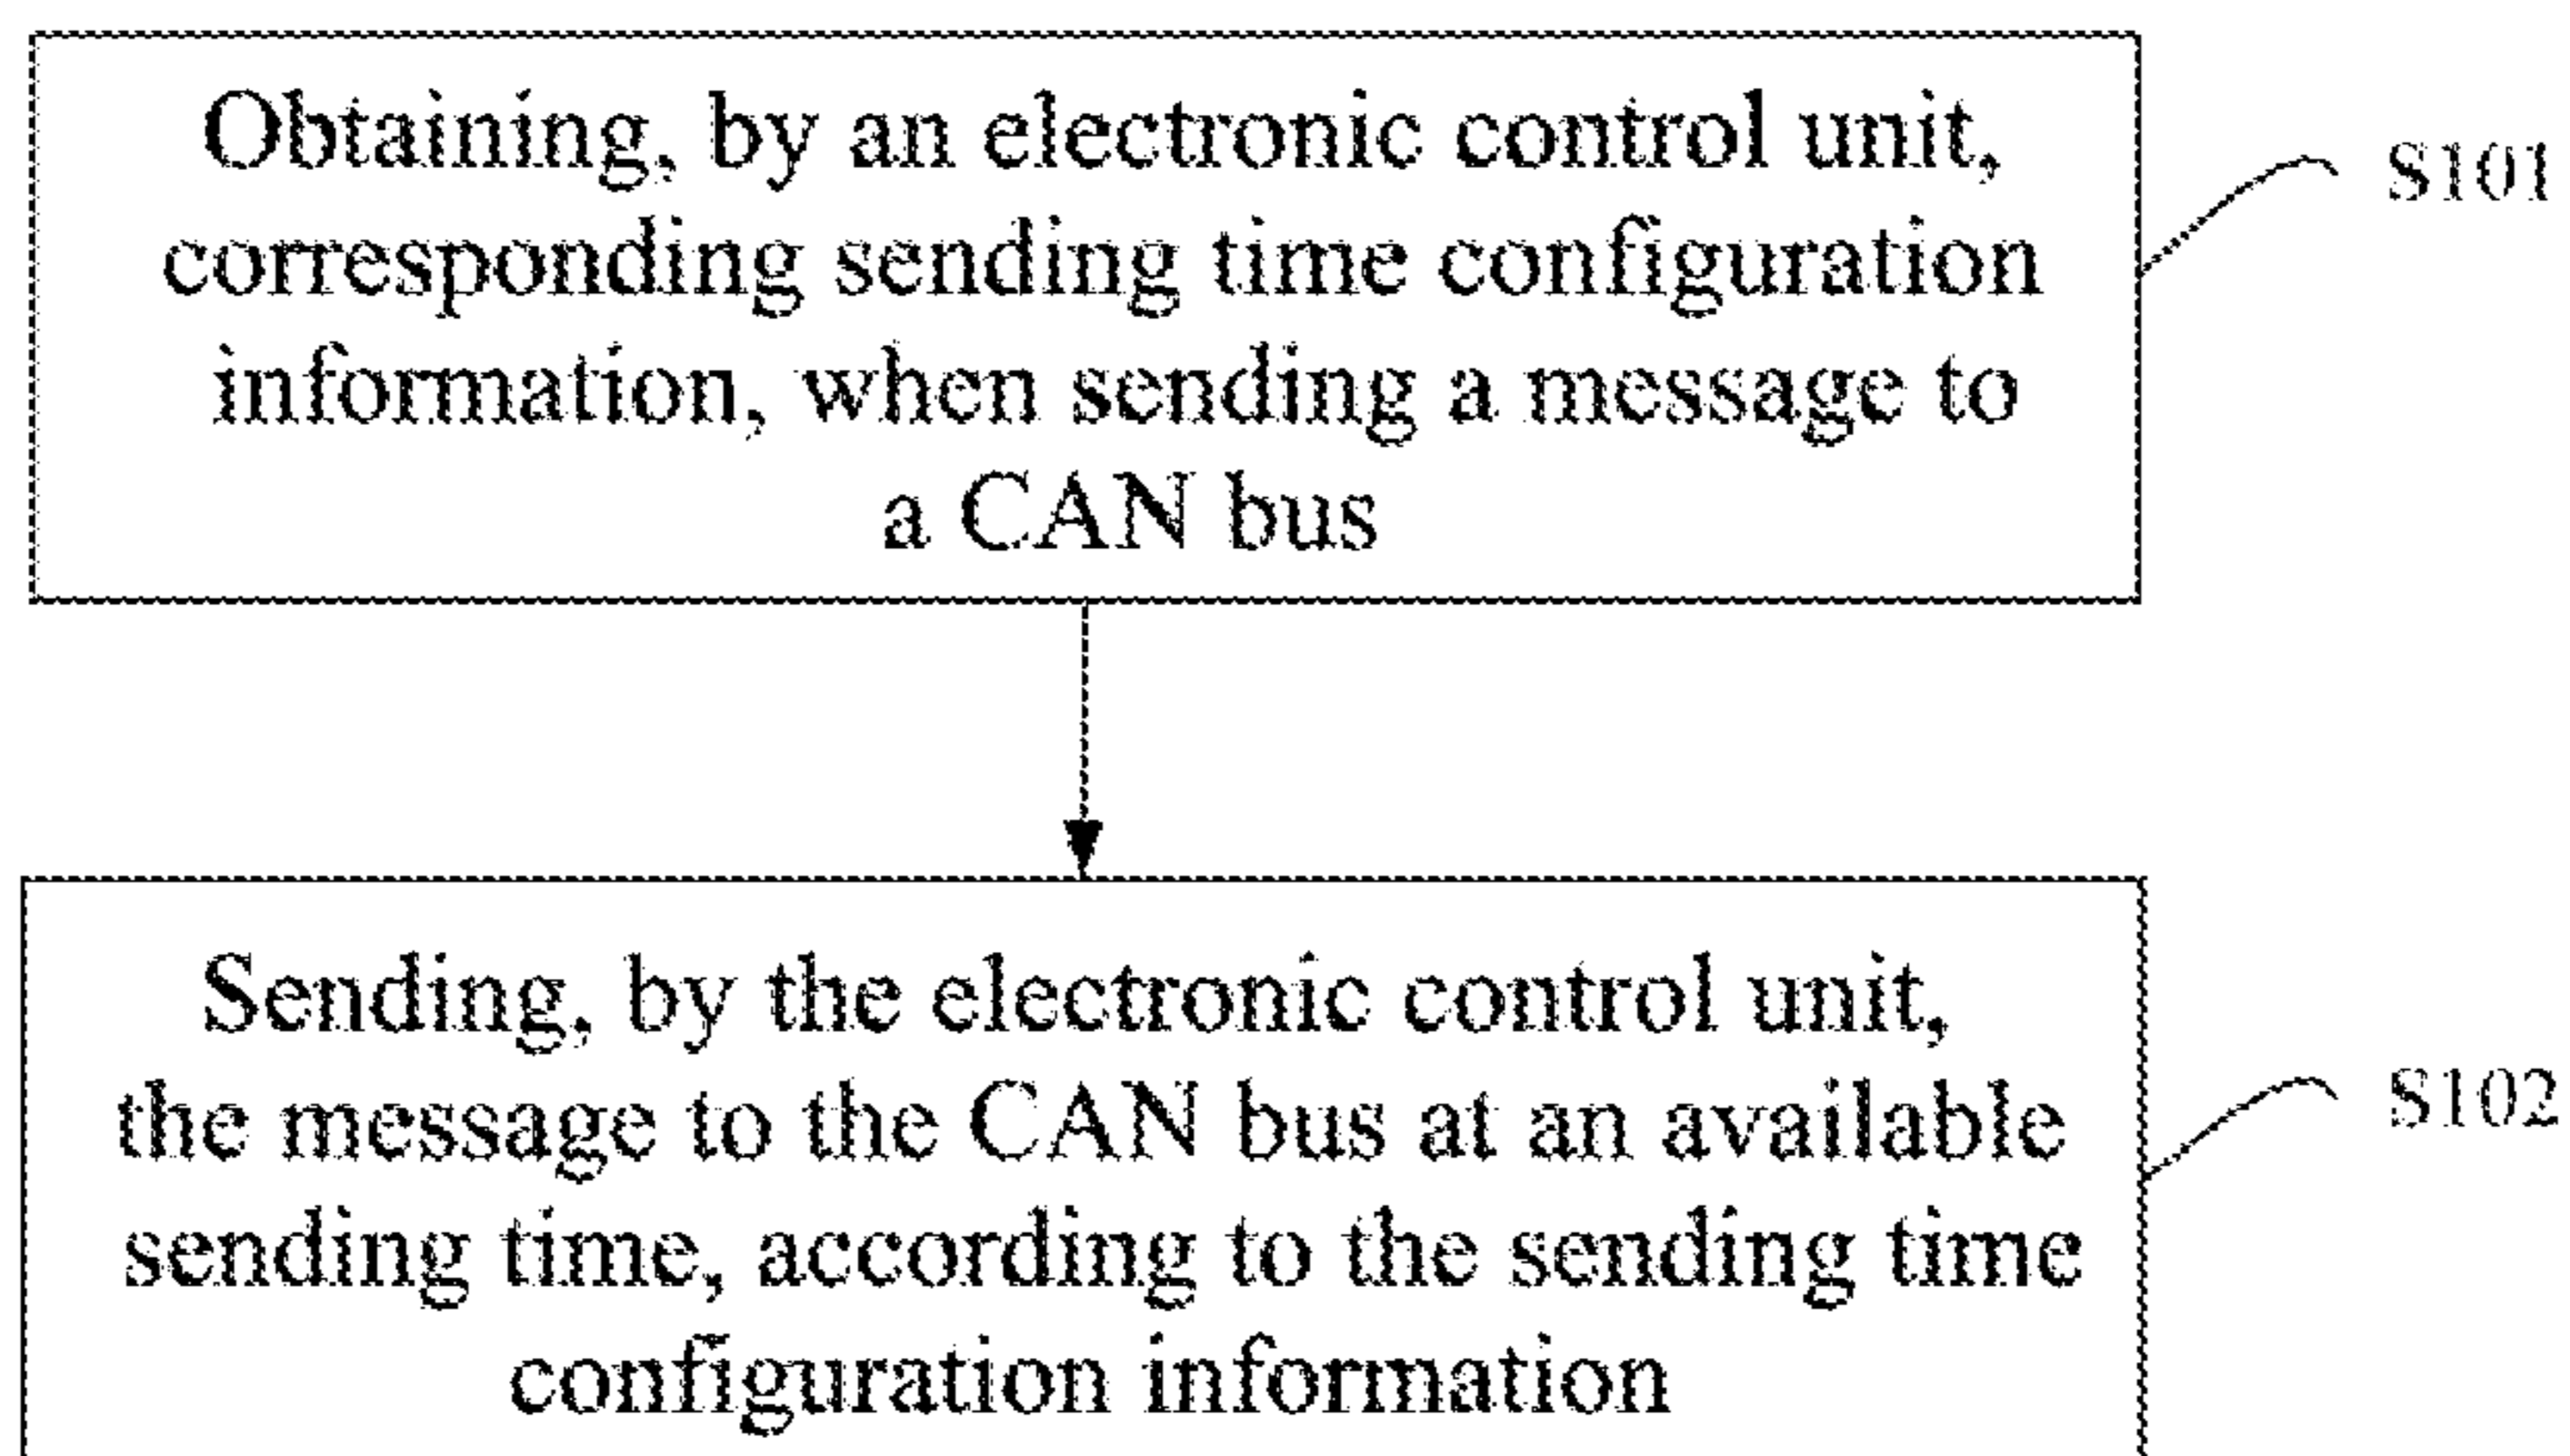 Obtaining, by an electronic control unit,
corresponding sending time configuration
information, when sending a message to
a CAN bus
S101
Sending, by the electronic control unit,
the message to the CAN bus at an available
sending time, according to the sending time
configuration information
S102